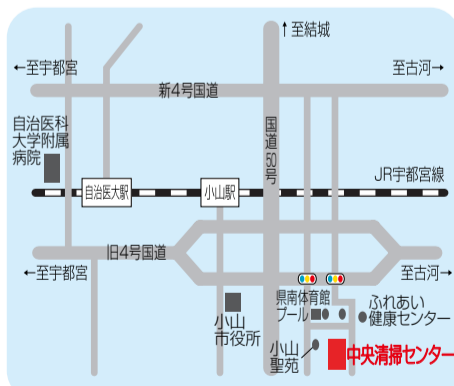 ↑至結城
←至宇都宮
至古河→
新4号国道
自治医科
大学附属
病院
国道50号
JR宇都宮線
自治医大駅
小山駅
旧4号国道
←至宇都宮
至古河→
県南体育館
プール
ふれあい
健康センター
小山
市役所
小山
聖苑
中央清掃センター